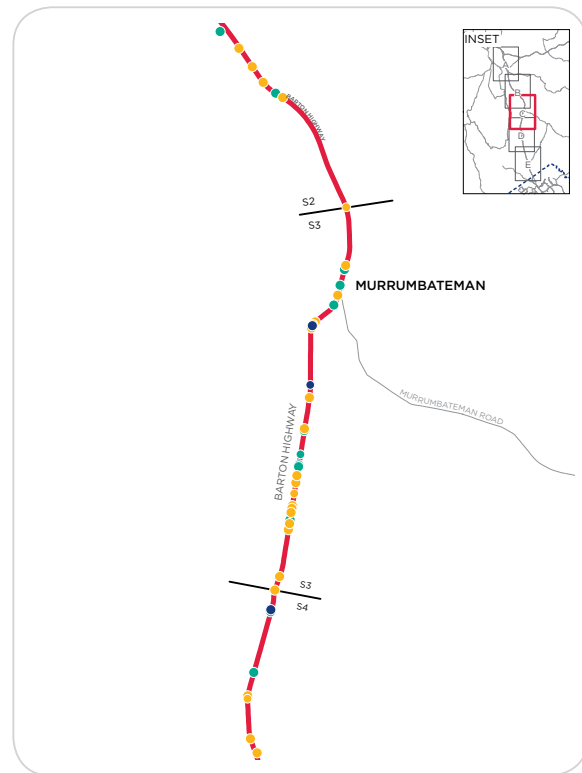 INSET
A
B
C
D
E
BARTON HIGHWAY
S2
S3
MURRUMBATEMAN
MURRUMBATEMAN ROAD
BARTON HIGHWAY
S3
S4